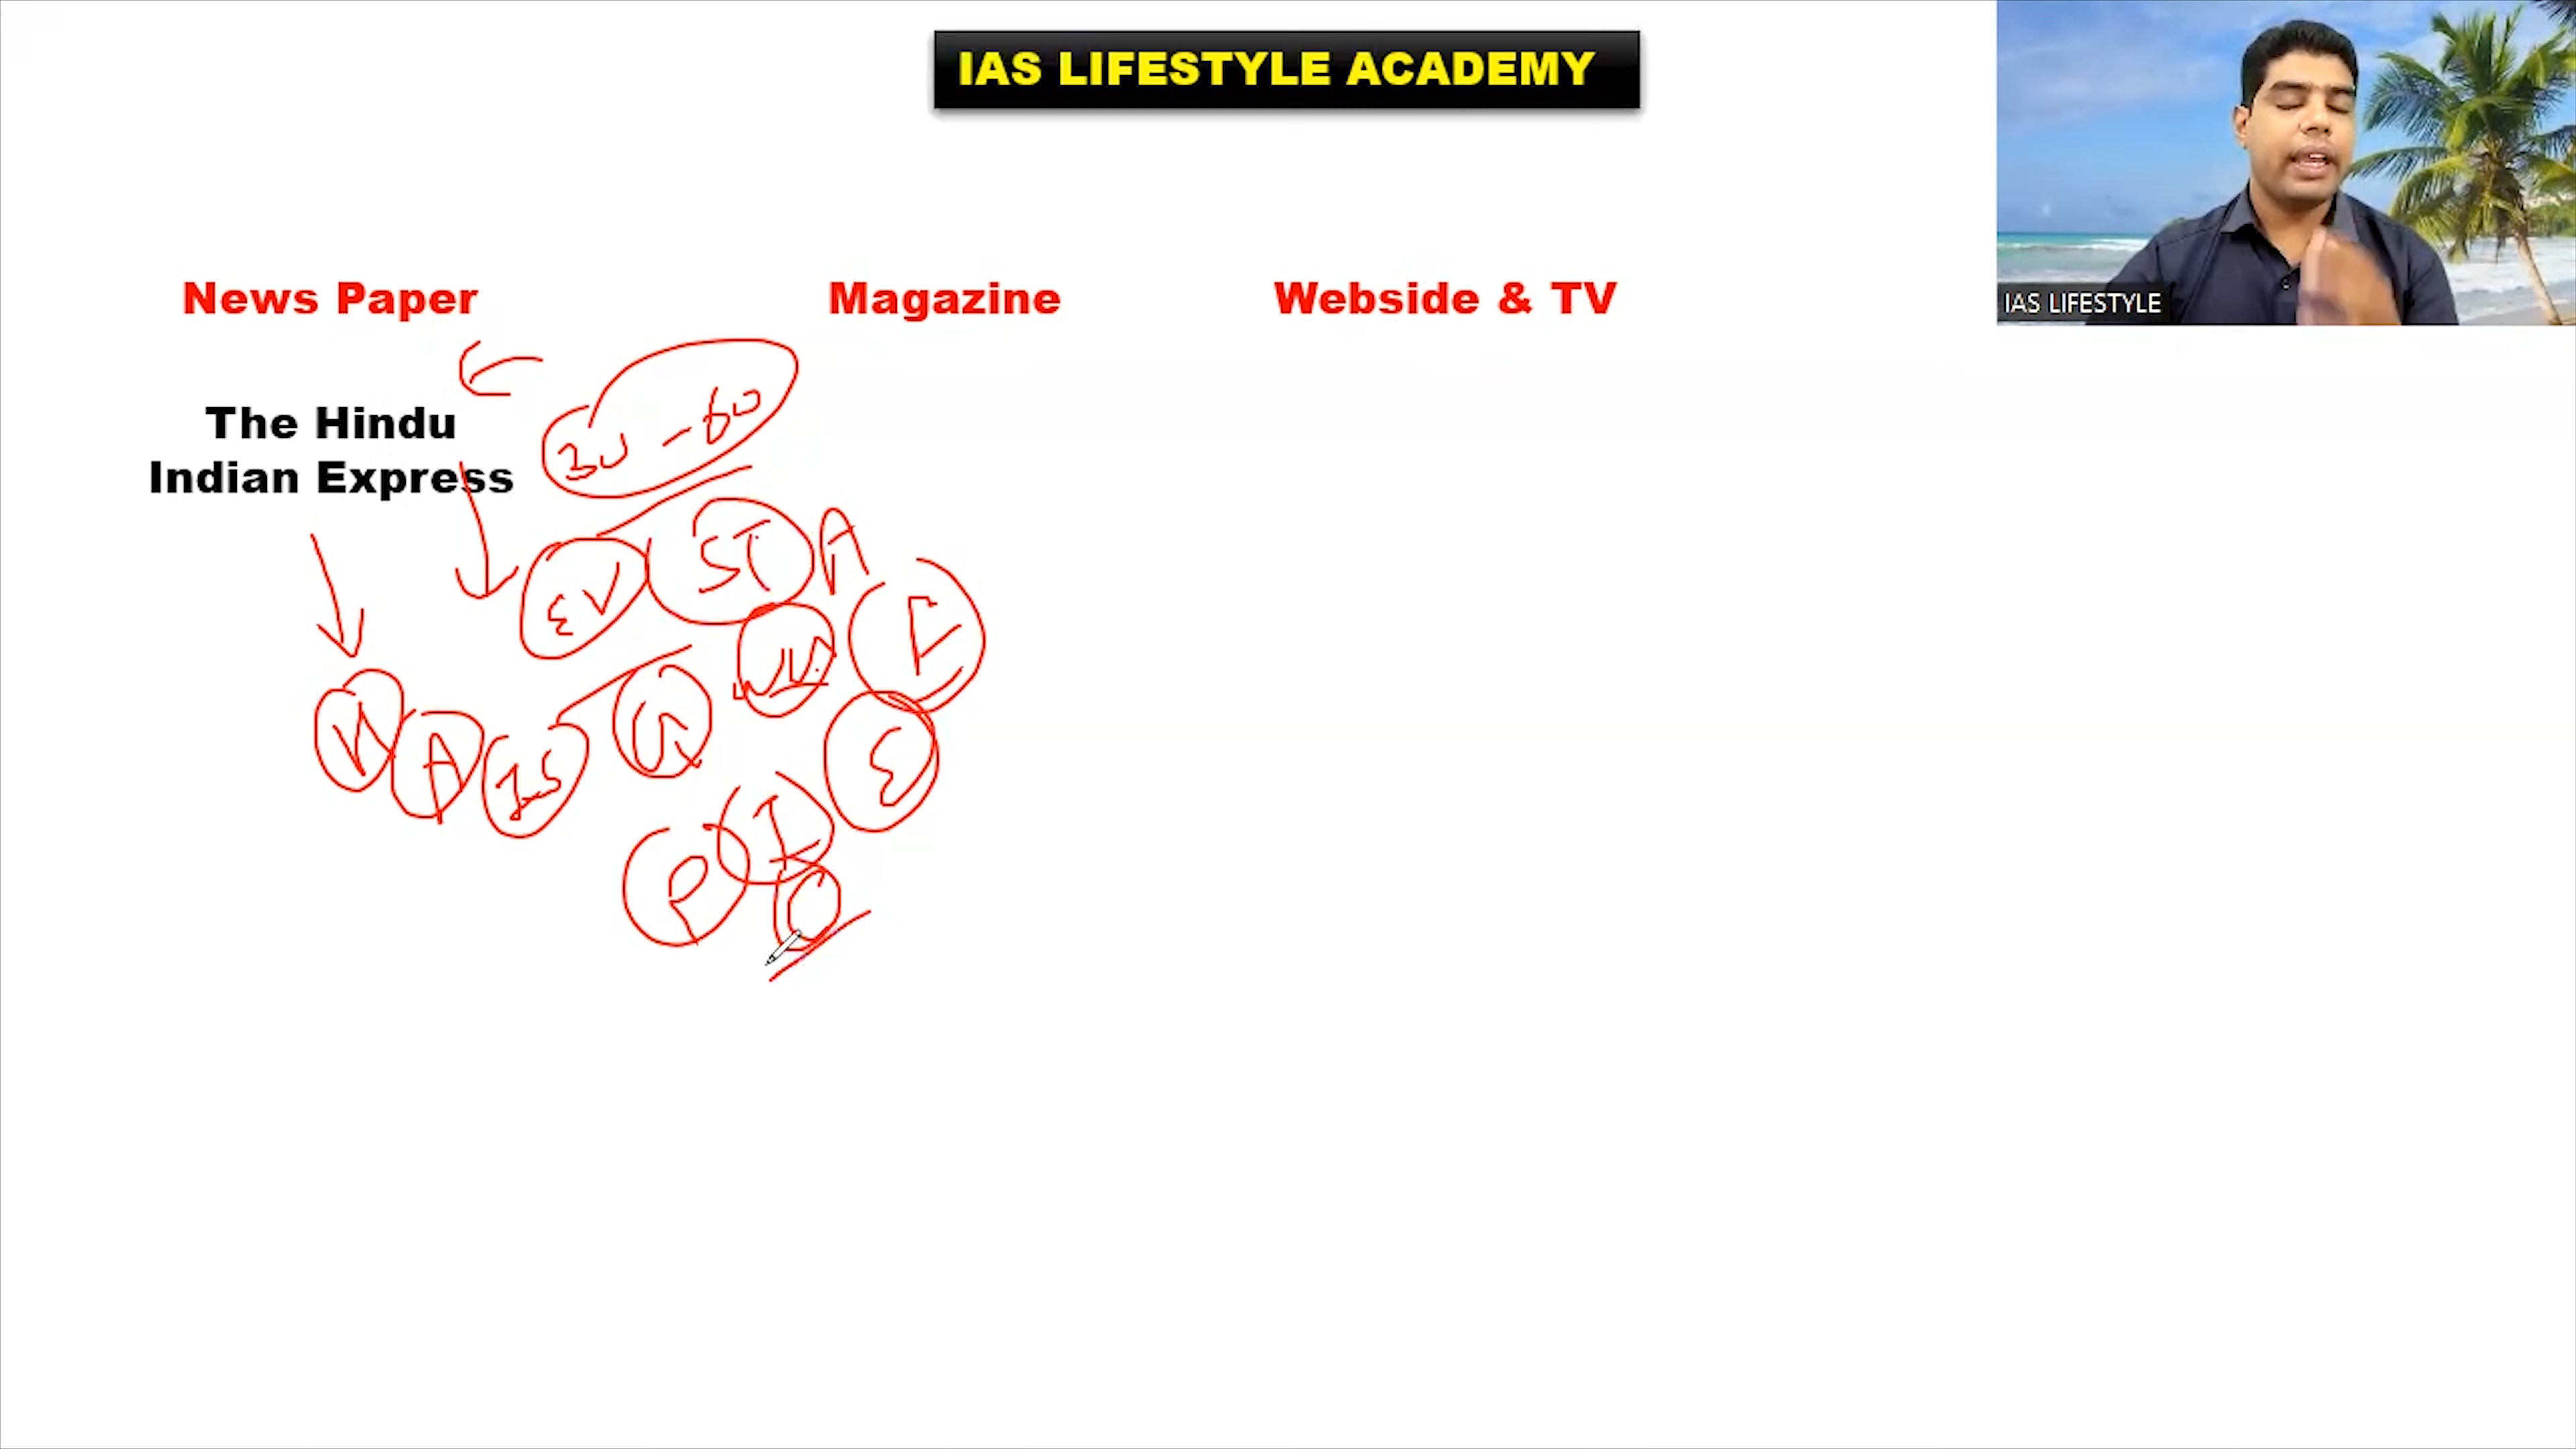 IAS LIFESTYLE ACADEMY
IAS LIFESTYLE
News Paper Magazine Webside & TV
The Hindu
Indian Express
30 - 60
EV ST A
E
P I